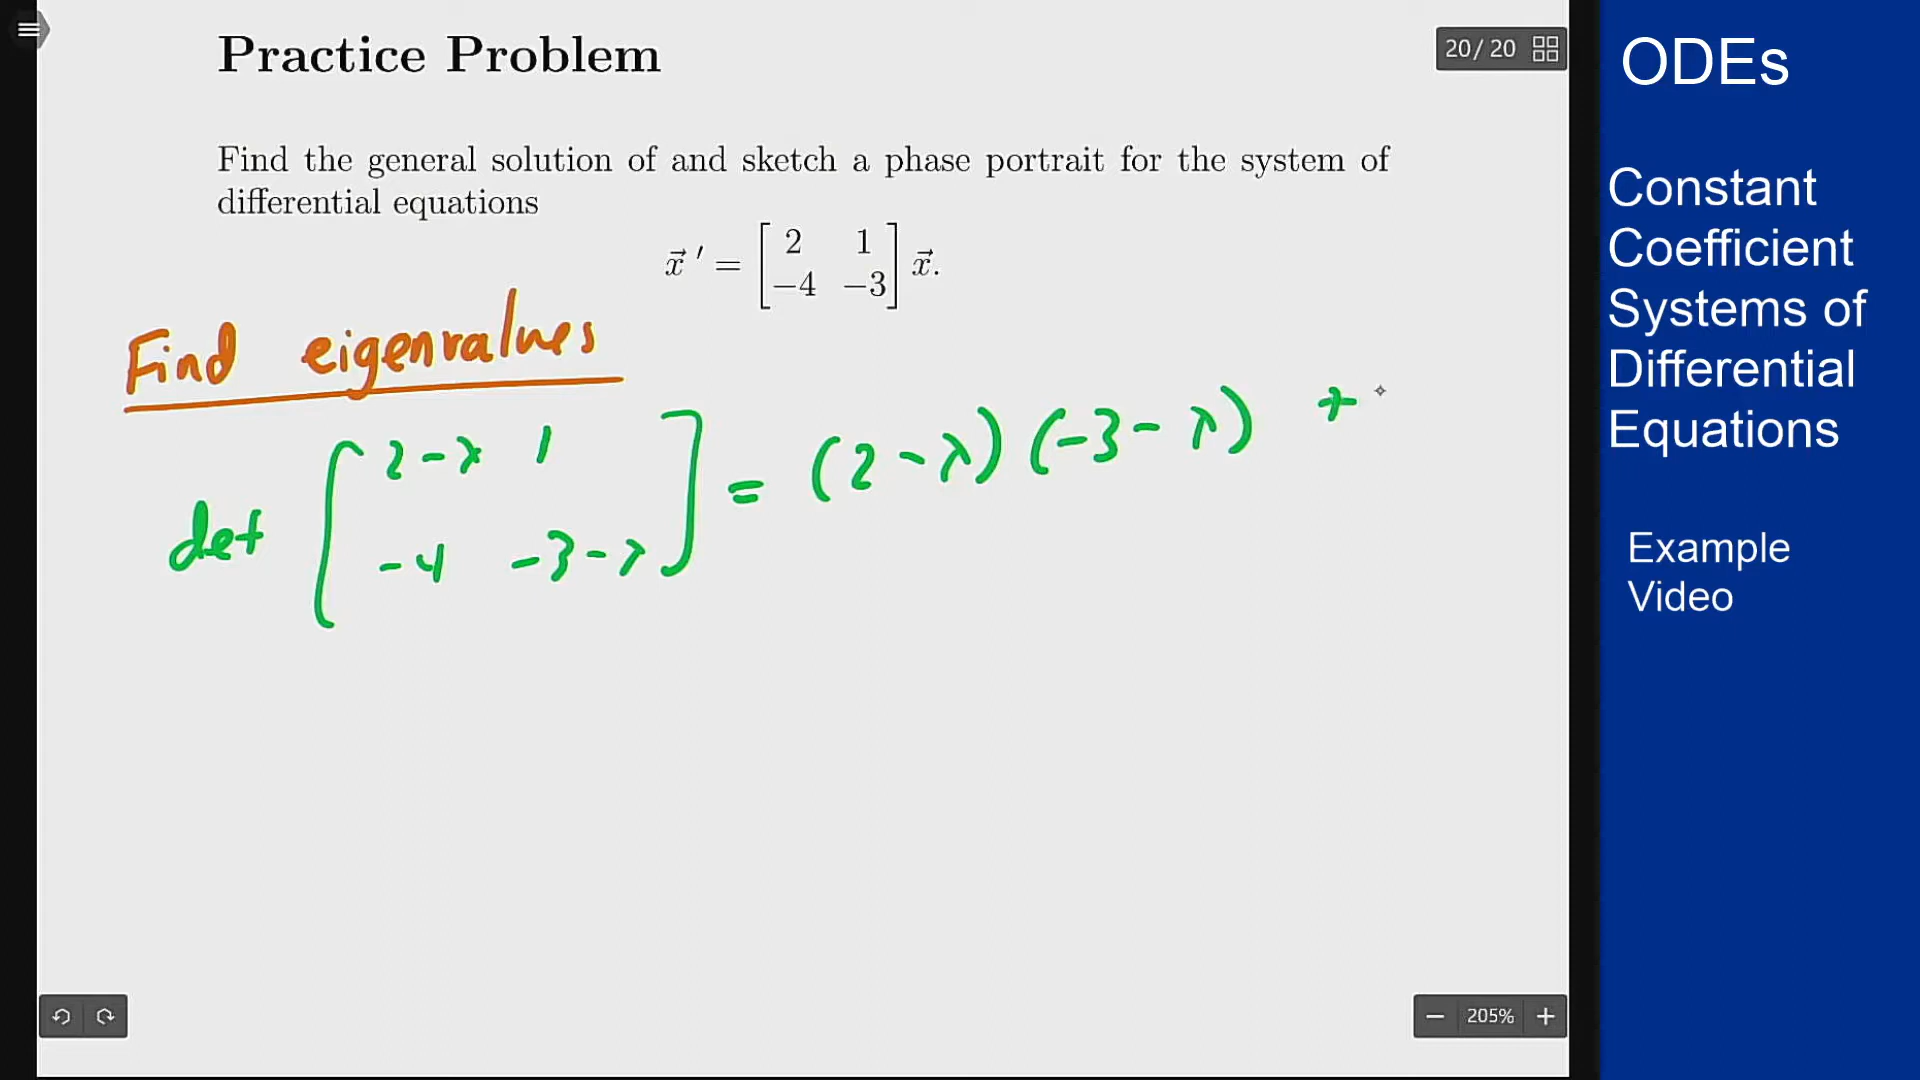 Practice Problem
20 / 20
Find the general solution of and sketch a phase portrait for the system of
differential equations
x⃗ ′ = [ 2 1
−4 −3 ] x⃗.
Find eigenvalues
det [ 2-λ 1
-4 -3-λ ] = (2-λ)(-3-λ) +
205%
ODEs
Constant
Coefficient
Systems of
Differential
Equations
Example
Video